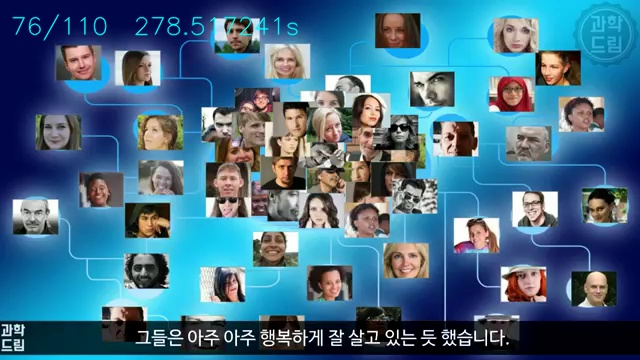 76/110 278.517241s
과학
드림
과학
드림
그들은 아주 아주 행복하게 잘 살고 있는 듯 했습니다.